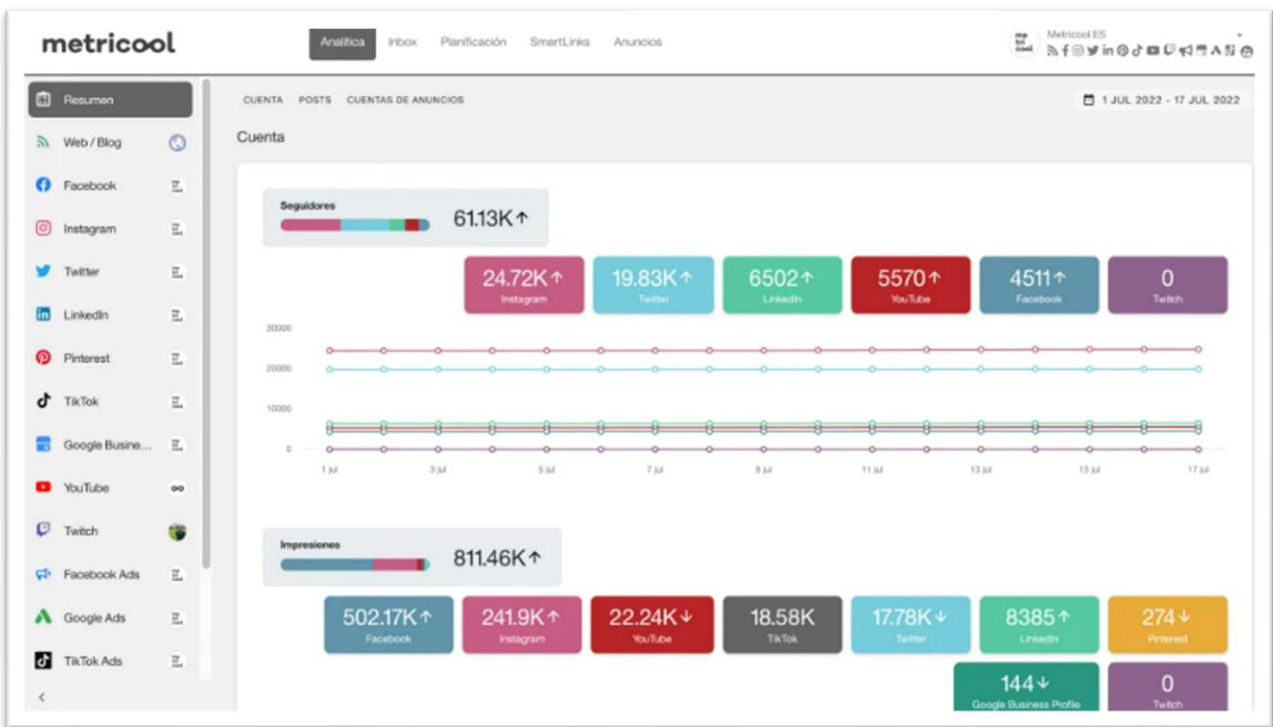 metricool
Analítica Inbox Planificación SmartLinks Anuncios
Metricool ES
Resumen
CUENTA POSTS CUENTAS DE ANUNCIOS
1 JUL 2022 - 17 JUL 2022
Web / Blog
Cuenta
Facebook
Instagram
Twitter
LinkedIn
Pinterest
TikTok
Google Busine...
YouTube
Twitch
Facebook Ads
Google Ads
TikTok Ads
Seguidores
61.13K↑
24.72K↑ 19.83K↑ 6502↑ 5570↑ 4511↑ 0
Instagram Twitter LinkedIn YouTube Facebook Twitch
30000
20000
10000
0
1 jul 3 jul 5 jul 7 jul 9 jul 11 jul 13 jul 15 jul 17 jul
Impresiones
811.46K↑
502.17K↑ 241.9K↑ 22.24K↓ 18.58K 17.78K↓ 8385↑ 274↓
Facebook Instagram YouTube TikTok Twitter LinkedIn Pinterest
144↓ 0
Google Business Profile Twitch